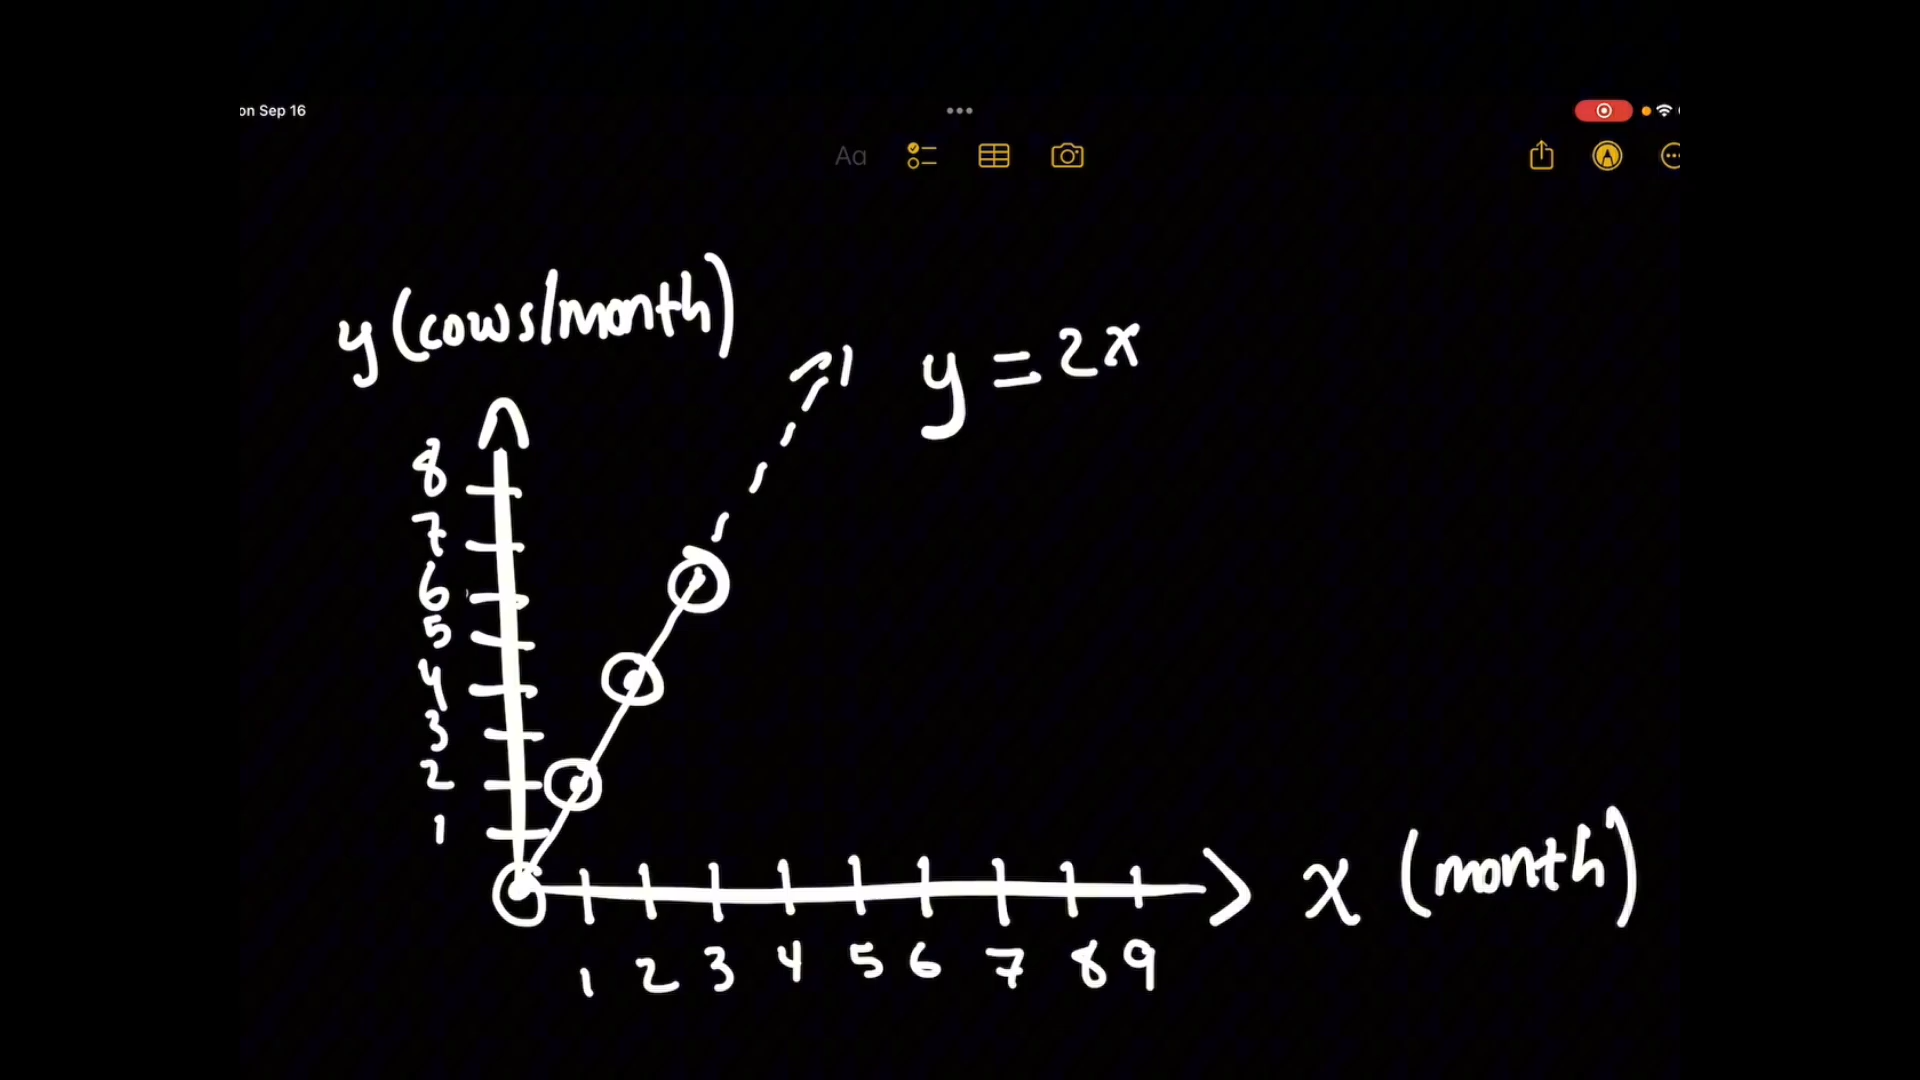 on Sep 16
Aa
y (cows/month)
y = 2x
8
7
6
5
4
3
2
1
x (month)
1 2 3 4 5 6 7 8 9